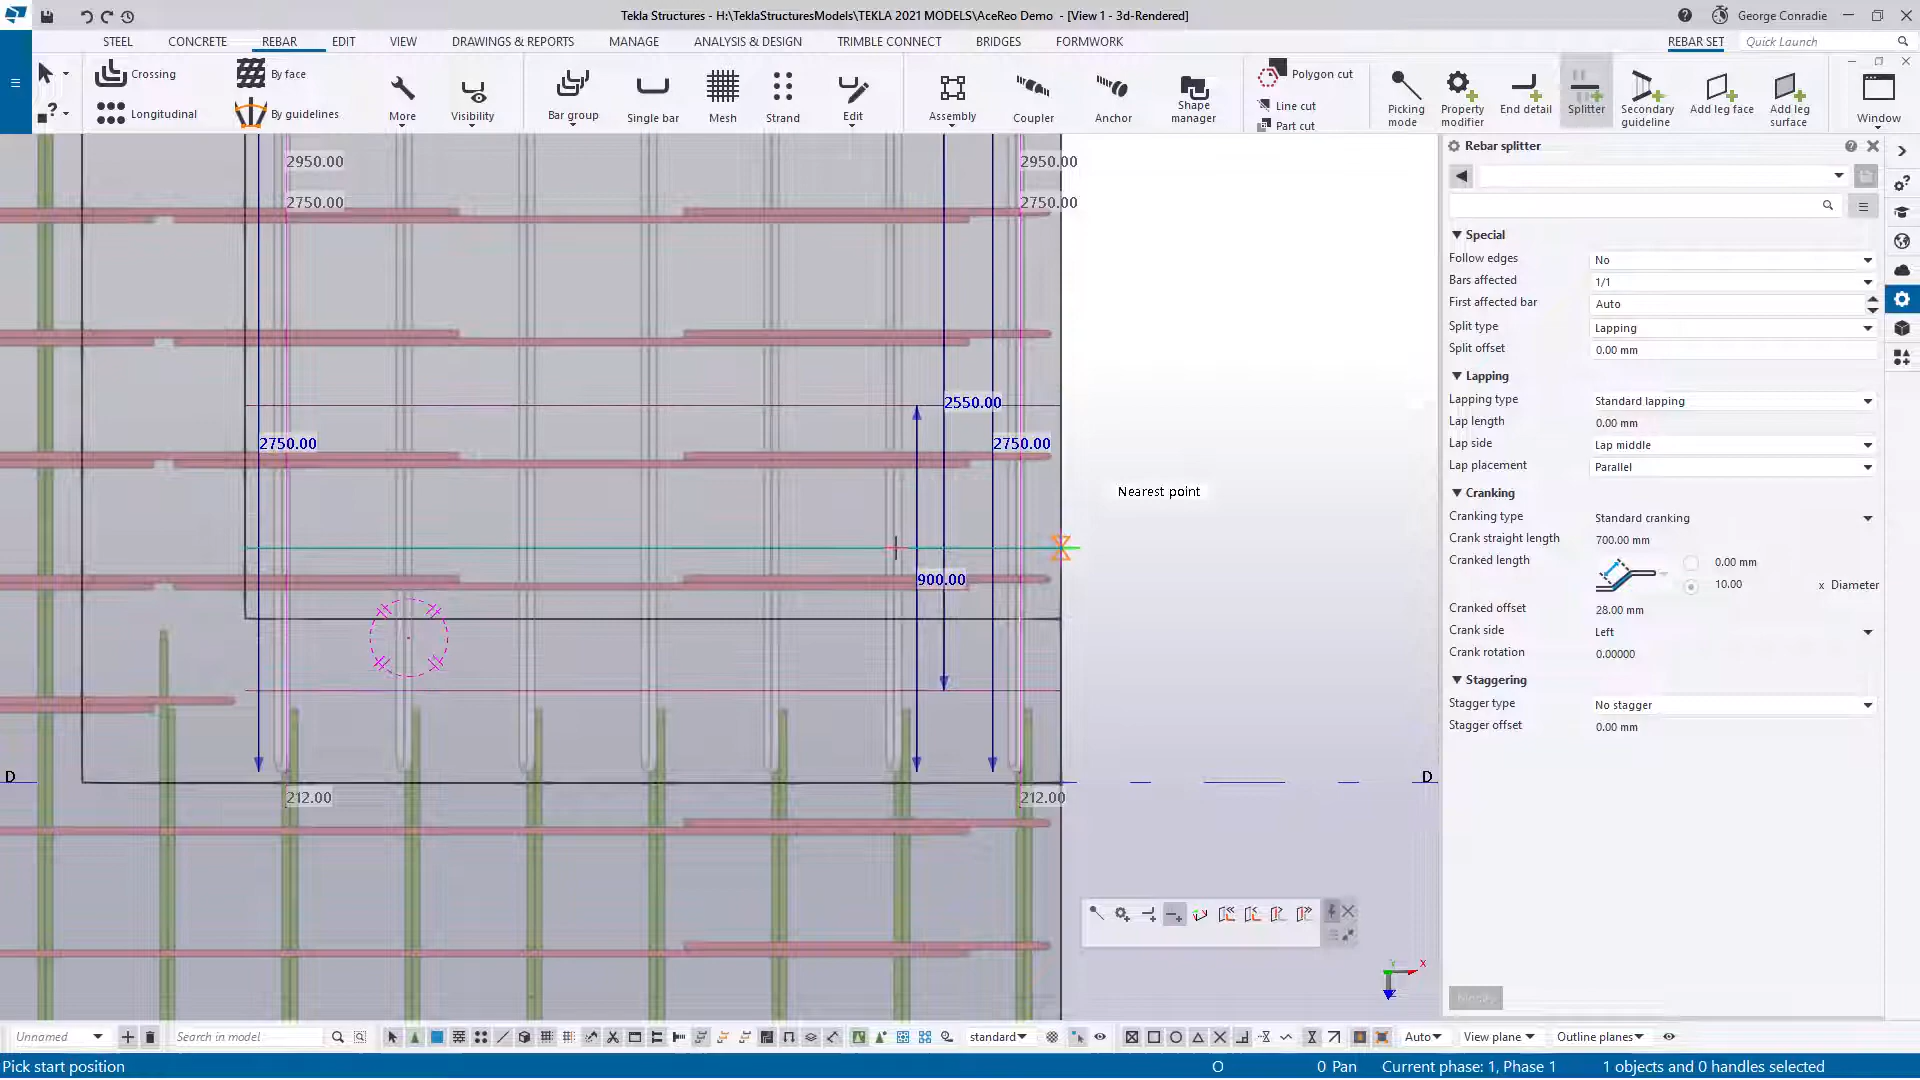 Tekla Structures - H:\TeklaStructuresModels\TEKLA 2021 MODELS\AceReo Demo - [View 1 - 3d-Rendered]
George Conradie
STEEL CONCRETE REBAR EDIT VIEW DRAWINGS & REPORTS MANAGE ANALYSIS & DESIGN TRIMBLE CONNECT BRIDGES FORMWORK REBAR SET Quick Launch
Crossing
By face
Longitudinal
By guidelines
More
Visibility
Bar group
Single bar
Mesh
Strand
Edit
Assembly
Coupler
Anchor
Shape manager
Polygon cut
Line cut
Part cut
Picking mode
Property modifier
End detail
Splitter
Secondary guideline
Add leg face
Add leg surface
Window
2950.00
2950.00
2750.00
2750.00
2550.00
2750.00
2750.00
Nearest point
900.00
D
D
212.00
212.00
Rebar splitter
Special
Follow edges No
Bars affected 1/1
First affected bar Auto
Split type Lapping
Split offset 0.00 mm
Lapping
Lapping type Standard lapping
Lap length 0.00 mm
Lap side Lap middle
Lap placement Parallel
Cranking
Cranking type Standard cranking
Crank straight length 700.00 mm
Cranked length 0.00 mm
10.00 x Diameter
Cranked offset 28.00 mm
Crank side Left
Crank rotation 0.00000
Staggering
Stagger type No stagger
Stagger offset 0.00 mm
X
Modify
Unnamed Search in model standard Auto View plane Outline planes
Pick start position O 0 Pan Current phase: 1, Phase 1 1 objects and 0 handles selected